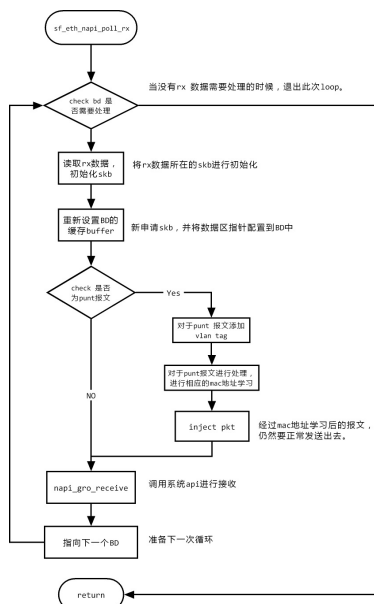 sf_eth_napi_poll_rx
当没有rx 数据需要处理的时候，退出此次loop。
check bd 是
否需要处理
读取rx数据，
初始化skb
将rx数据所在的skb进行初始化
重新设置BD的
缓存buffer
新申请skb，并将数据区指针配置到BD中
check 是否
为punt报文
Yes
对于punt 报文添加
vlan tag
对于punt报文进行处理，
进行相应的mac地址学习
NO
inject pkt
经过mac地址学习后的报文，
仍然要正常发送出去。
napi_gro_receive
调用系统api进行接收
指向下一个BD
准备下一次循环
return